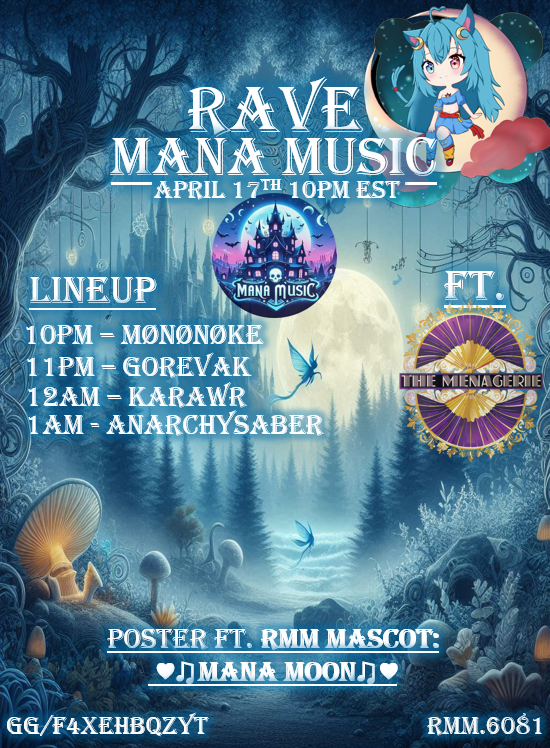 RAVE
MANA MUSIC
APRIL 17TH 10PM EST
MANA MUSIC
LINEUP
FT.
10PM – MØNØNØKE
11PM – GOREVAK
12AM – KARAWR
1AM - ANARCHYSABER
THE MENAGERIE
POSTER FT. RMM MASCOT:
♥♫MANA MOON♫♥
GG/F4XEHBQZYT
RMM.6081